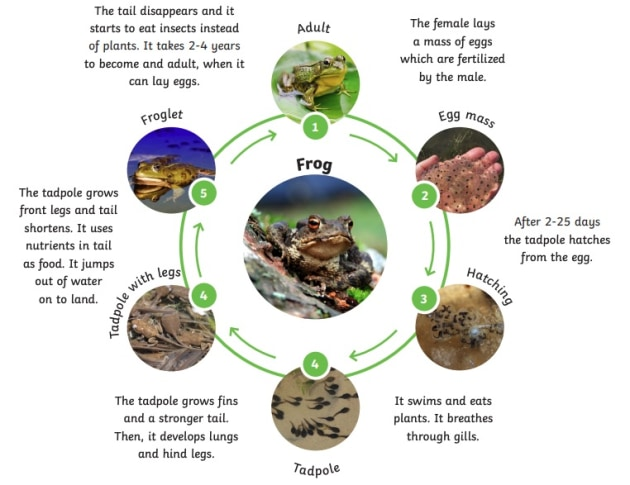 The tail disappears and it
starts to eat insects instead
of plants. It takes 2-4 years
to become and adult, when it
can lay eggs.
Adult
1
The female lays
a mass of eggs
which are fertilized
by the male.
Froglet
5
Frog
Egg mass
2
The tadpole grows
front legs and tail
shortens. It uses
nutrients in tail
as food. It jumps
out of water
on to land.
After 2-25 days
the tadpole hatches
from the egg.
Tadpole with legs
4
Hatching
3
4
Tadpole
The tadpole grows fins
and a stronger tail.
Then, it develops lungs
and hind legs.
It swims and eats
plants. It breathes
through gills.